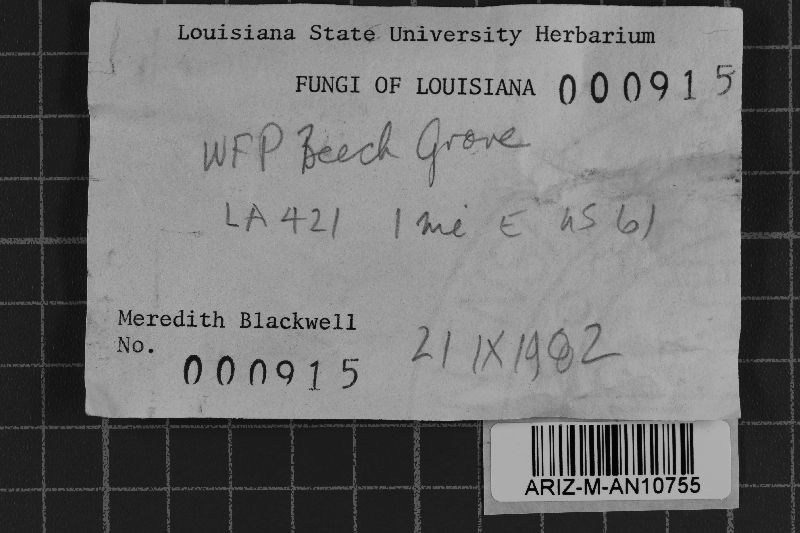 Louisiana State University Herbarium
FUNGI OF LOUISIANA 000915
WFP Beech Grove
LA 421 1 mi E US 61
Meredith Blackwell
No.
000915
21 IX 1982
ARIZ-M-AN10755